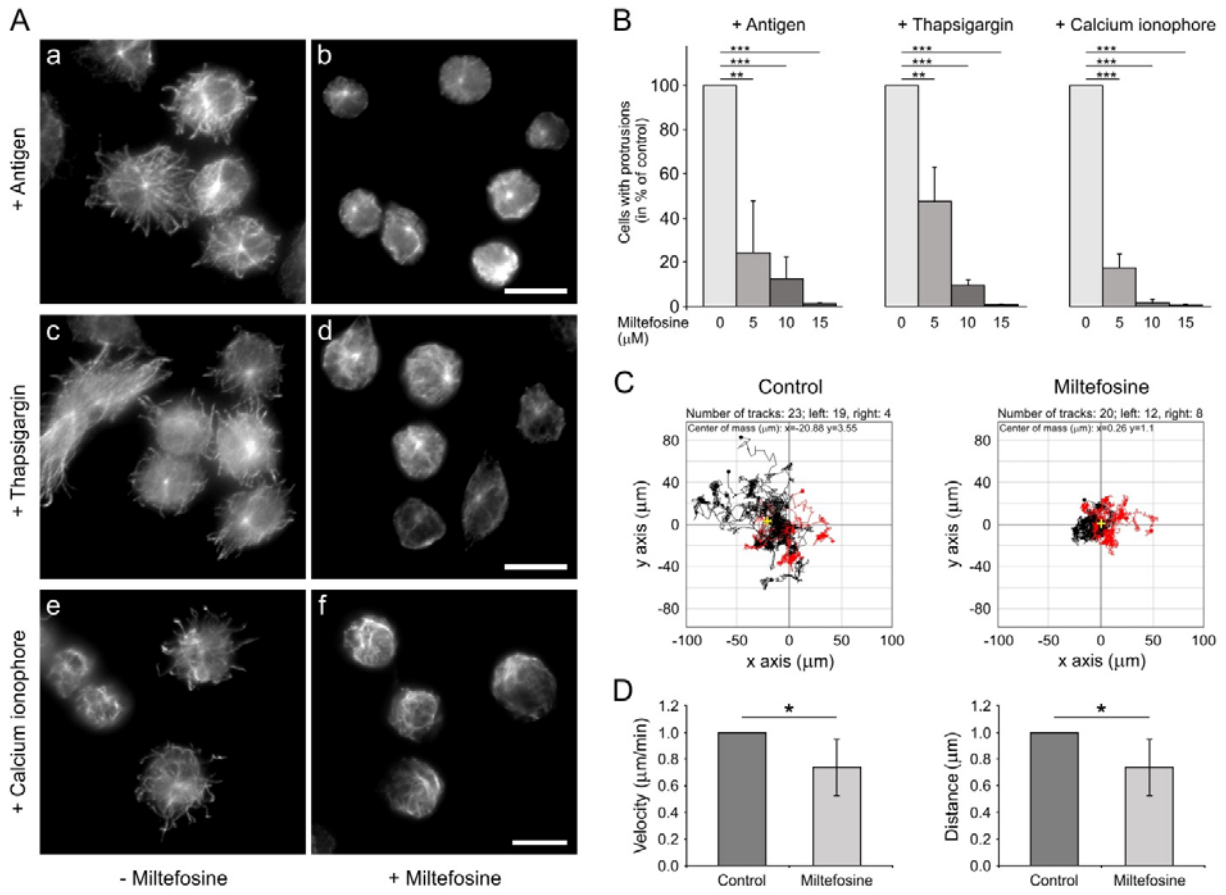 A
a
b
+ Antigen
c
d
+ Thapsigargin
e
f
+ Calcium ionophore
- Miltefosine
+ Miltefosine
B
+ Antigen
+ Thapsigargin
+ Calcium ionophore
***
***
**
***
***
**
***
***
***
Cells with protrusions
(in % of control)
100
80
60
40
20
0
Miltefosine
(μM)
0 5 10 15
0 5 10 15
0 5 10 15
C
Control
Number of tracks: 23; left: 19, right: 4
Center of mass (μm): x=-20.88 y=3.55
y axis (μm)
80
40
0
-40
-80
-100 -50 0 50 100
x axis (μm)
Miltefosine
Number of tracks: 20; left: 12, right: 8
Center of mass (μm): x=0.26 y=1.1
y axis (μm)
80
40
0
-40
-80
-100 -50 0 50 100
x axis (μm)
D
Velocity (μm/min)
1.2
1.0
0.8
0.6
0.4
0.2
0.0
*
Control Miltefosine
Distance (μm)
1.2
1.0
0.8
0.6
0.4
0.2
0.0
*
Control Miltefosine